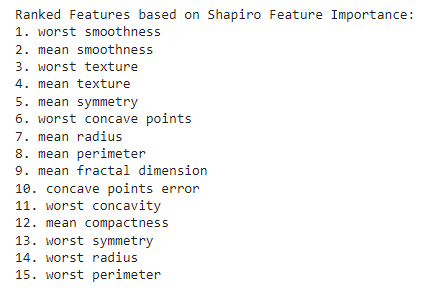 Ranked Features based on Shapiro Feature Importance:
1. worst smoothness
2. mean smoothness
3. worst texture
4. mean texture
5. mean symmetry
6. worst concave points
7. mean radius
8. mean perimeter
9. mean fractal dimension
10. concave points error
11. worst concavity
12. mean compactness
13. worst symmetry
14. worst radius
15. worst perimeter